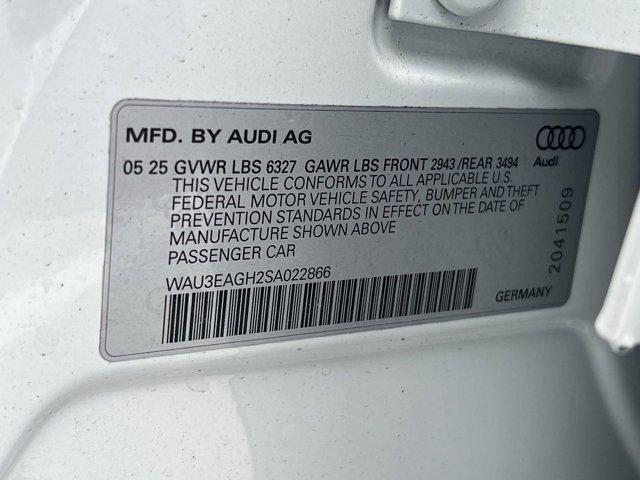 MFD. BY AUDI AG
Audi
05 25 GVWR LBS 6327 GAWR LBS FRONT 2943 /REAR 3494
THIS VEHICLE CONFORMS TO ALL APPLICABLE U.S.
FEDERAL MOTOR VEHICLE SAFETY, BUMPER AND THEFT
PREVENTION STANDARDS IN EFFECT ON THE DATE OF
MANUFACTURE SHOWN ABOVE
PASSENGER CAR
WAU3EAGH2SA022866
2041509
GERMANY